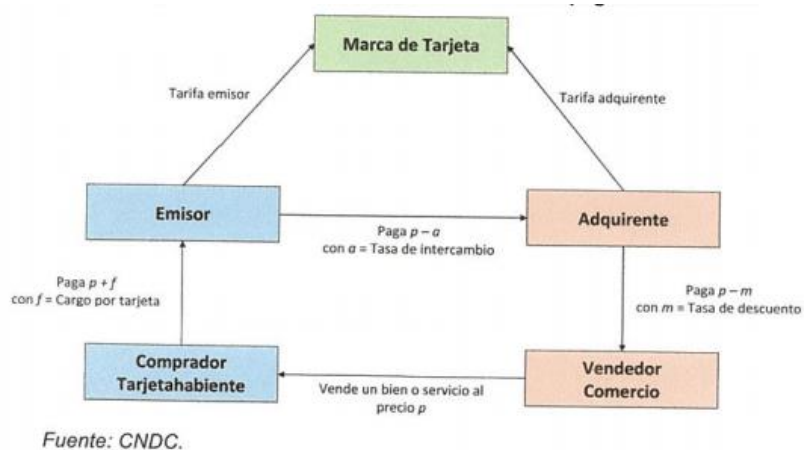 Marca de Tarjeta
Tarifa emisor
Tarifa adquirente
Emisor
Adquirente
Paga p – a
con a = Tasa de intercambio
Paga p + f
con f = Cargo por tarjeta
Paga p – m
con m = Tasa de descuento
Comprador
Tarjetahabiente
Vendedor
Comercio
Vende un bien o servicio al
precio p
Fuente: CNDC.